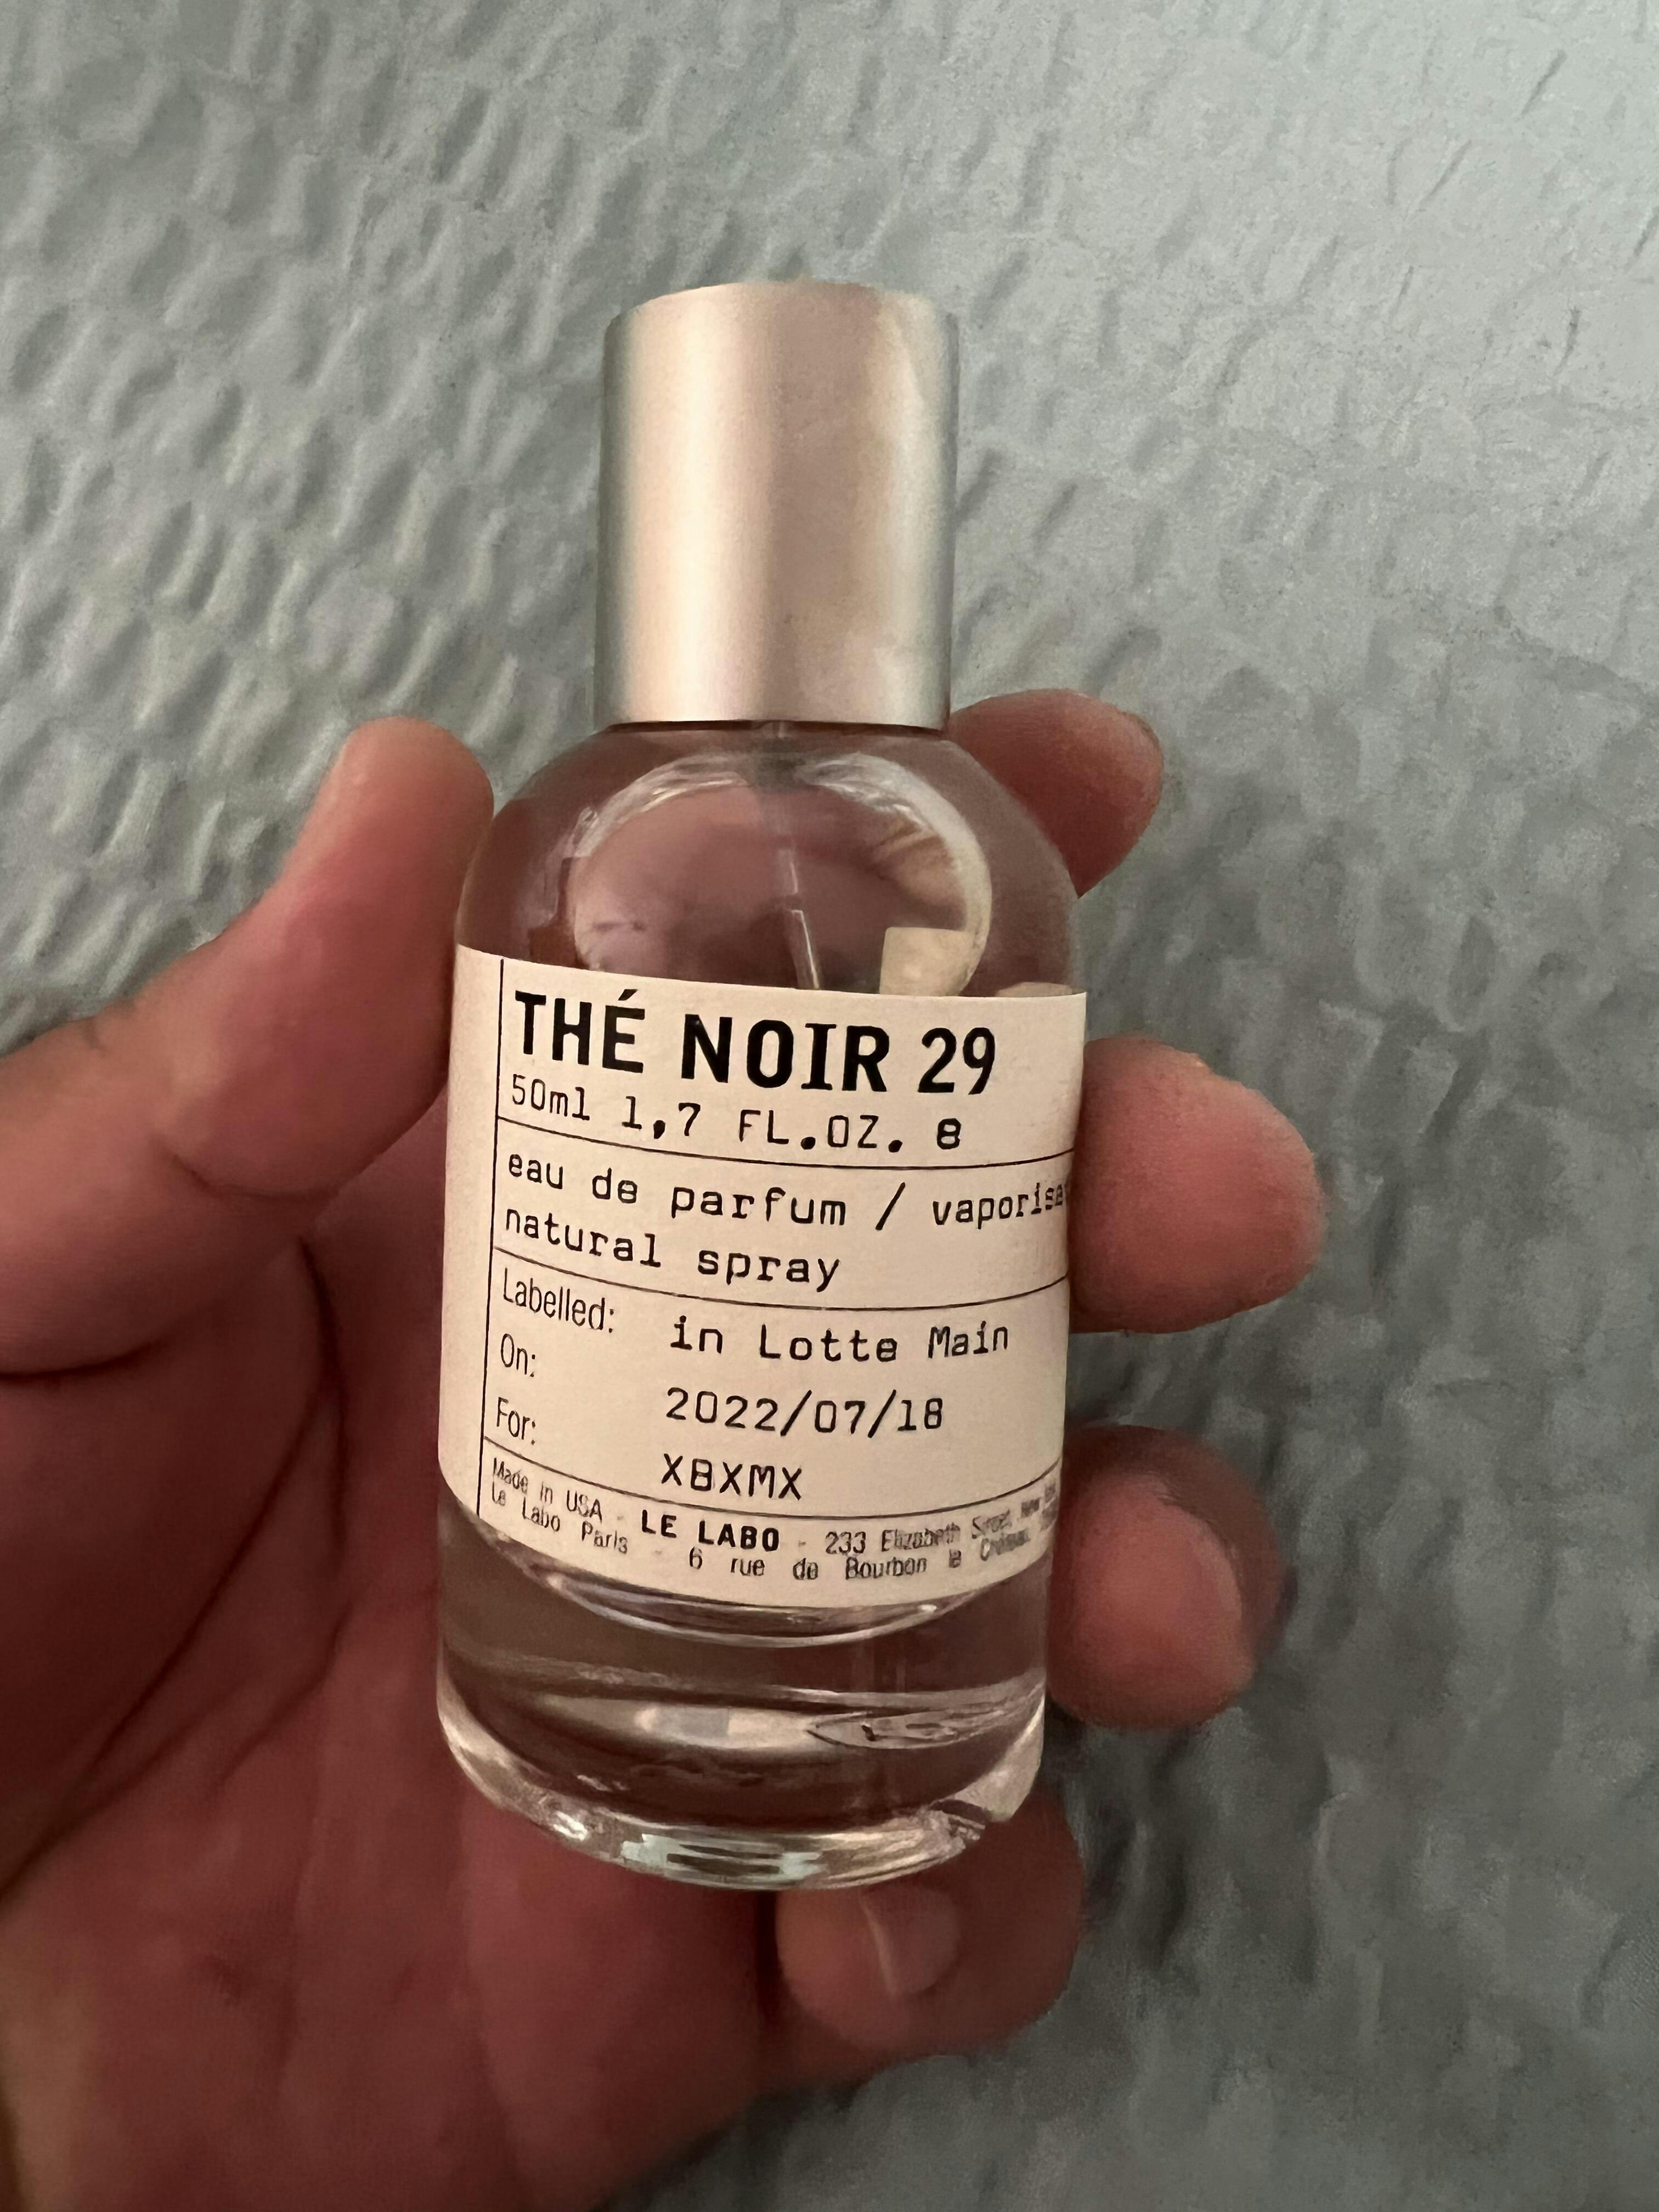 THÉ NOIR 29
50ml 1,7 FL.OZ. e
eau de parfum / vaporisa
natural spray
Labelled: in Lotte Main
On: 2022/07/18
For: XBXMX
Made in USA - LE LABO - 233 Elizabeth Street,
Le Labo Paris - 6 rue de Bourbon le